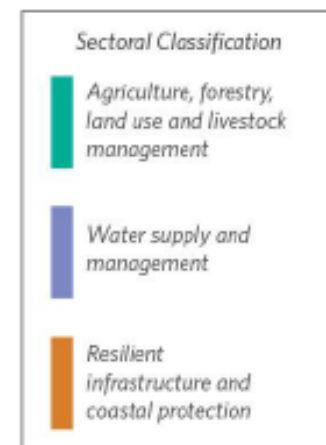 Sectoral Classification
Agriculture, forestry,
land use and livestock
management
Water supply and
management
Resilient
infrastructure and
coastal protection